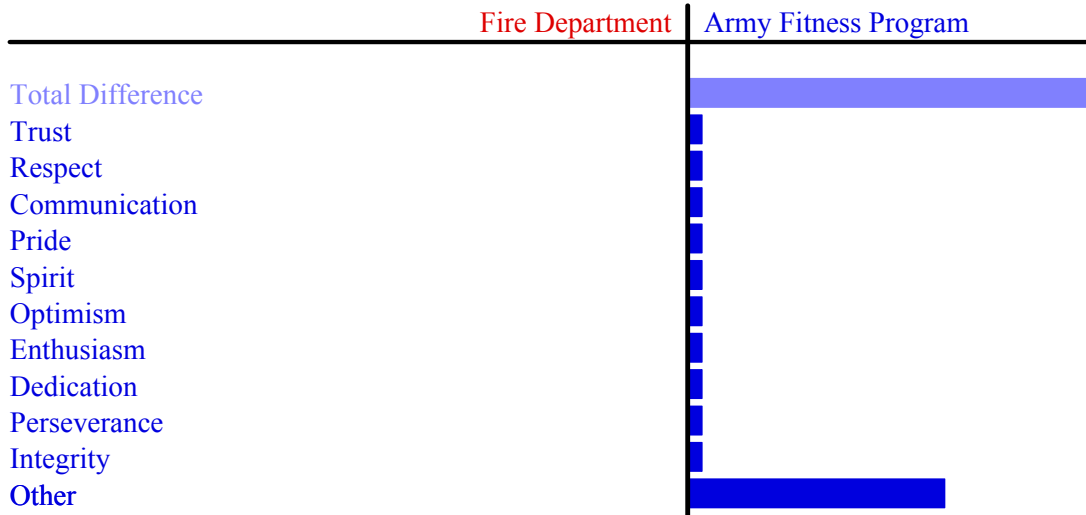 Fire Department Army Fitness Program
Total Difference
Trust
Respect
Communication
Pride
Spirit
Optimism
Enthusiasm
Dedication
Perseverance
Integrity
Other